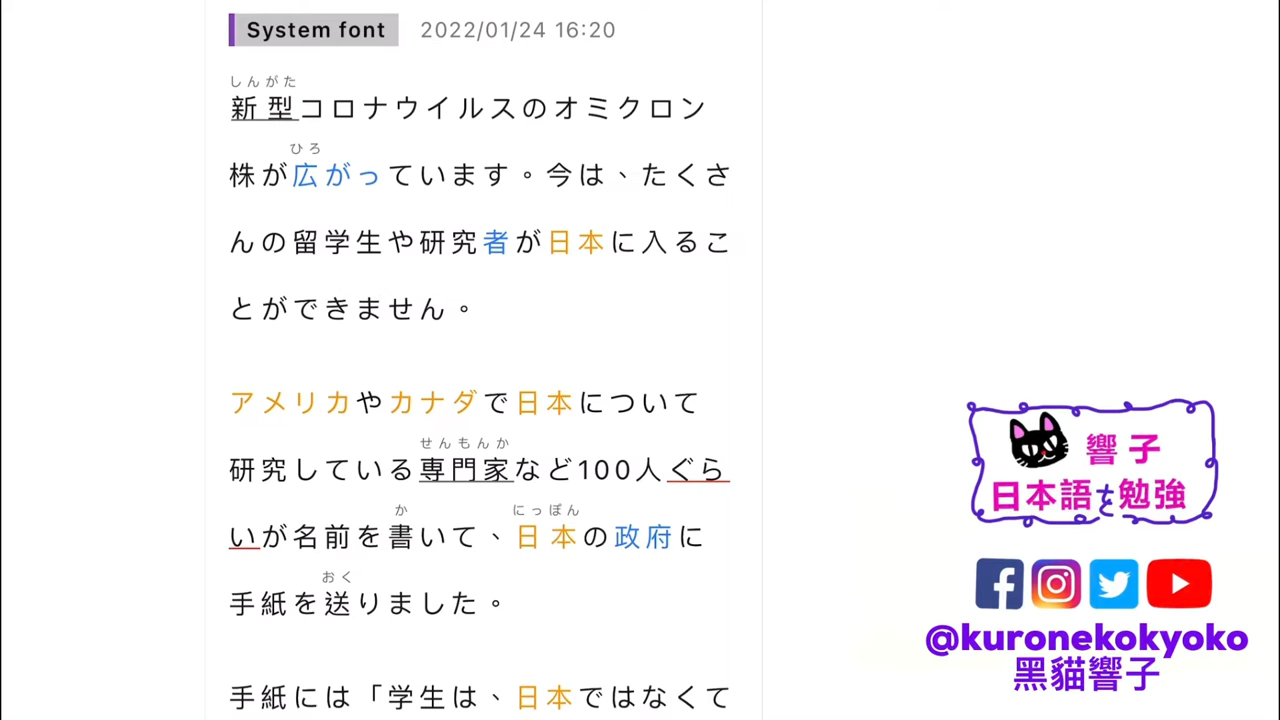 System font 2022/01/24 16:20
しんがた
新型コロナウイルスのオミクロン
ひろ
株が広がっています。今は、たくさ
んの留学生や研究者が日本に入るこ
とができません。
アメリカやカナダで日本について
せんもんか
研究している専門家など100人ぐら
か にっぽん
いが名前を書いて、日本の政府に
おく
手紙を送りました。
手紙には「学生は、日本ではなくて
響子
日本語を勉強
@kuronekokyoko
黑貓響子